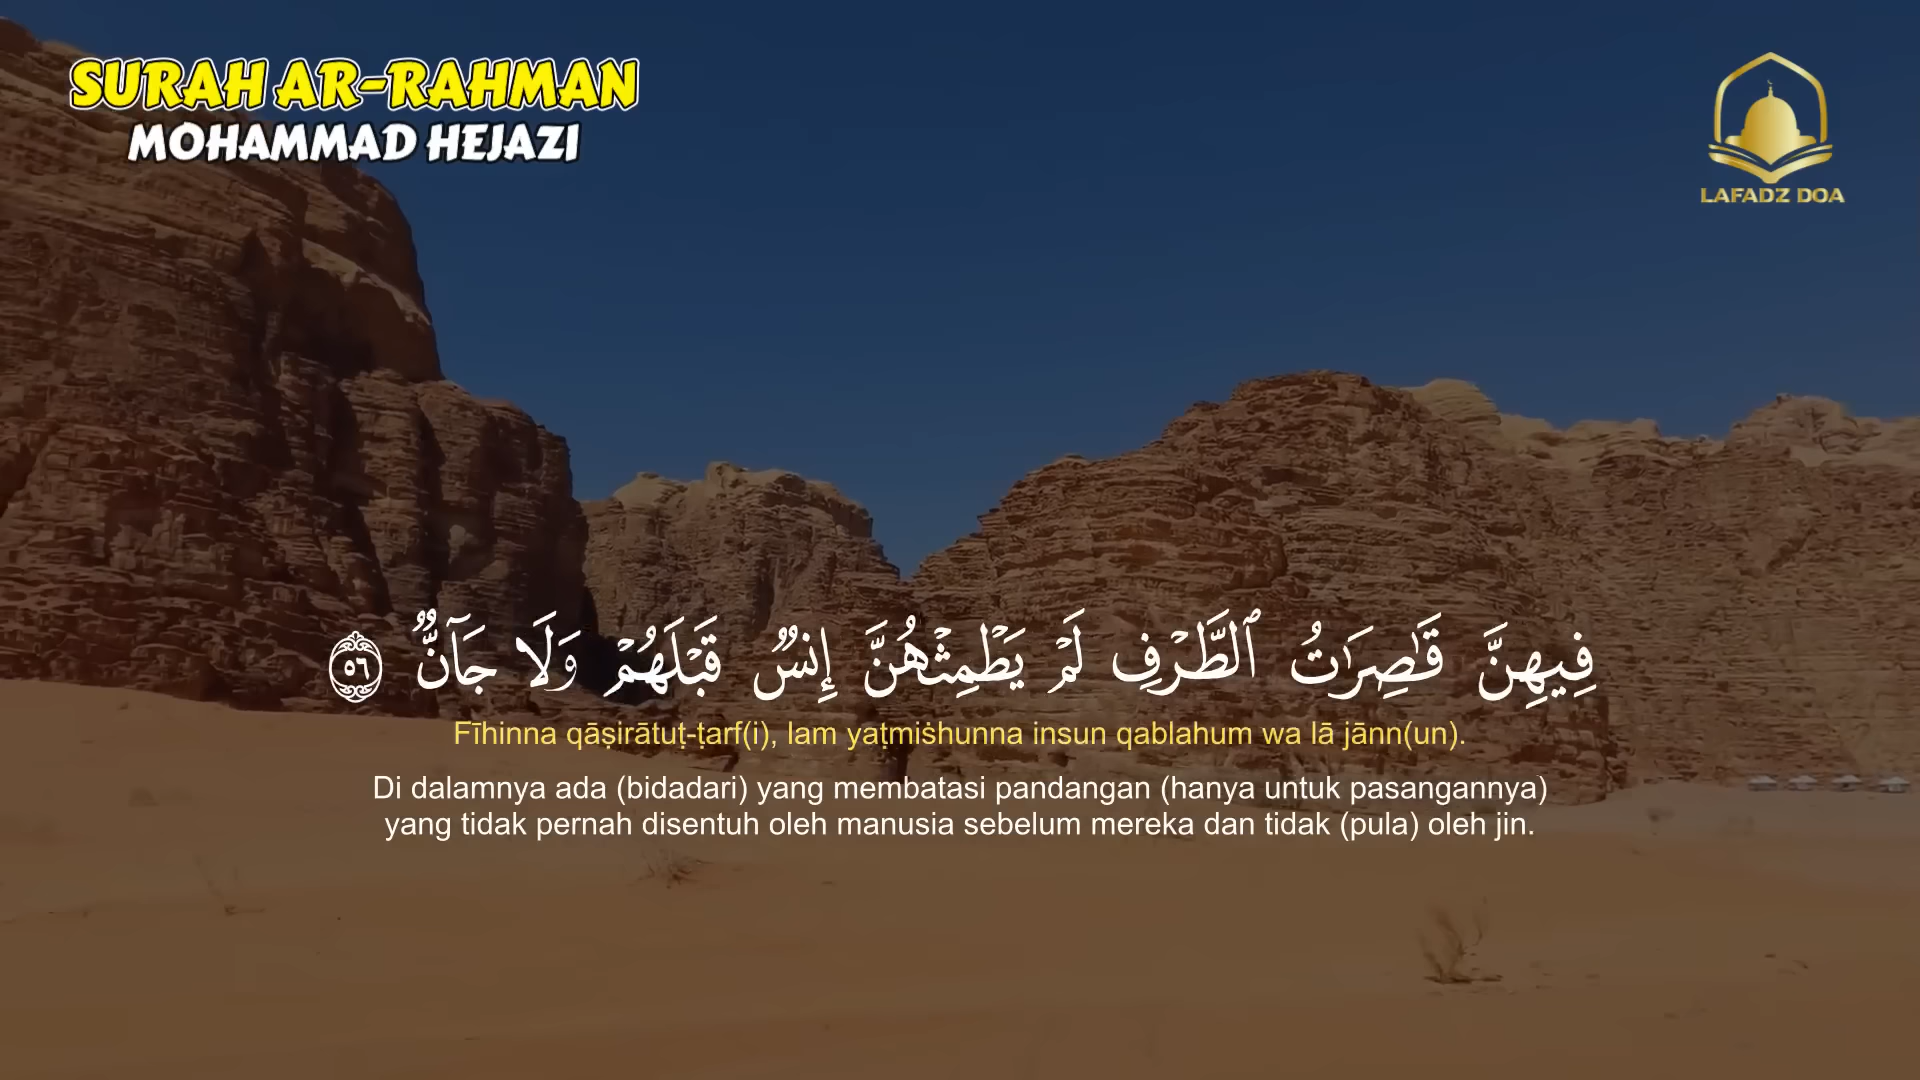 SURAH AR-RAHMAN
MOHAMMAD HEJAZI
LAFADZ DOA
فِيهِنَّ قَٰصِرَٰتُ ٱلطَّرْفِ لَمْ يَطْمِثْهُنَّ إِنسٌ قَبْلَهُمْ وَلَا جَآنٌّ ٥٦
Fīhinna qāṣirātuṭ-ṭarf(i), lam yaṭmiṡhunna insun qablahum wa lā jānn(un).
Di dalamnya ada (bidadari) yang membatasi pandangan (hanya untuk pasangannya)
yang tidak pernah disentuh oleh manusia sebelum mereka dan tidak (pula) oleh jin.